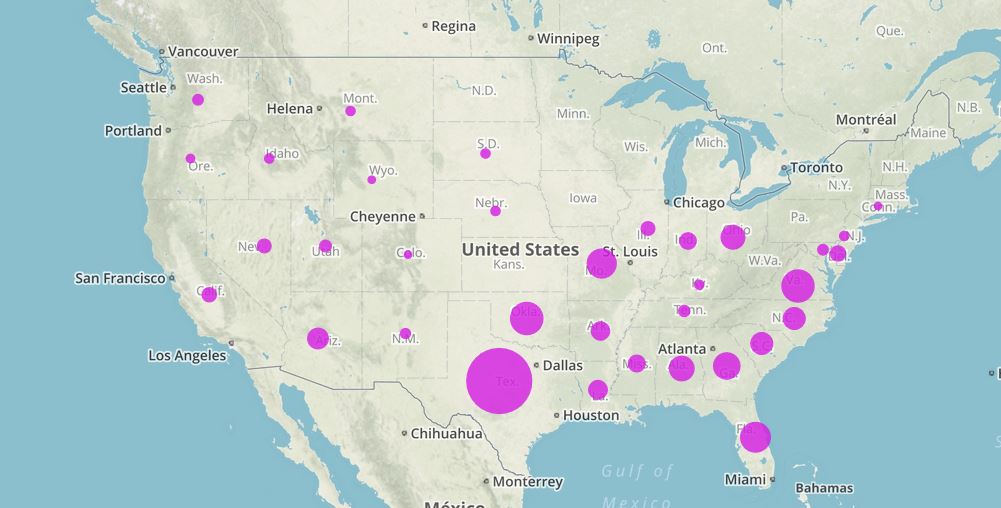 Regina
Winnipeg
Que.
Ont.
Vancouver
Wash.
Seattle
Mont.
N.D.
Helena
Minn.
N.B.
Montréal
Portland
Maine
S.D.
Mich.
Wis.
Idaho
Ore.
Toronto
N.H.
Wyo.
N.Y.
Mass.
Conn.
Nebr.
Iowa
Chicago
Cheyenne
Pa.
Ill.
Ohio
N.J.
Ind.
Nev.
Utah
Colo.
United States
St. Louis
Del.
W.Va.
Kans.
Mo.
San Francisco
Va.
Ky.
Calif.
Okla.
Tenn.
N.C.
Ark.
Ariz.
N.M.
S.C.
Atlanta
Los Angeles
Dallas
Miss.
Ala.
Ga.
Tex.
La.
Houston
Fla.
Chihuahua
Gulf of
Mexico
Miami
Monterrey
Bahamas
México